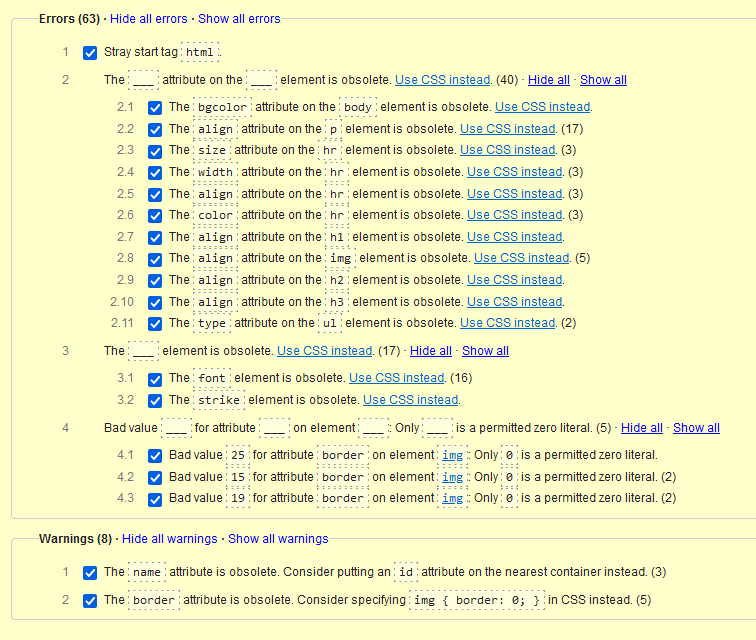 Errors (63) · Hide all errors · Show all errors
1 Stray start tag html.
2 The ___ attribute on the ___ element is obsolete. Use CSS instead. (40) · Hide all · Show all
2.1 The bgcolor attribute on the body element is obsolete. Use CSS instead.
2.2 The align attribute on the p element is obsolete. Use CSS instead. (17)
2.3 The size attribute on the hr element is obsolete. Use CSS instead. (3)
2.4 The width attribute on the hr element is obsolete. Use CSS instead. (3)
2.5 The align attribute on the hr element is obsolete. Use CSS instead. (3)
2.6 The color attribute on the hr element is obsolete. Use CSS instead. (3)
2.7 The align attribute on the h1 element is obsolete. Use CSS instead.
2.8 The align attribute on the img element is obsolete. Use CSS instead. (5)
2.9 The align attribute on the h2 element is obsolete. Use CSS instead.
2.10 The align attribute on the h3 element is obsolete. Use CSS instead.
2.11 The type attribute on the ul element is obsolete. Use CSS instead. (2)
3 The ___ element is obsolete. Use CSS instead. (17) · Hide all · Show all
3.1 The font element is obsolete. Use CSS instead. (16)
3.2 The strike element is obsolete. Use CSS instead.
4 Bad value ___ for attribute ___ on element ___: Only ___ is a permitted zero literal. (5) · Hide all · Show all
4.1 Bad value 25 for attribute border on element img: Only 0 is a permitted zero literal.
4.2 Bad value 15 for attribute border on element img: Only 0 is a permitted zero literal. (2)
4.3 Bad value 19 for attribute border on element img: Only 0 is a permitted zero literal. (2)
Warnings (8) · Hide all warnings · Show all warnings
1 The name attribute is obsolete. Consider putting an id attribute on the nearest container instead. (3)
2 The border attribute is obsolete. Consider specifying img { border: 0; } in CSS instead. (5)